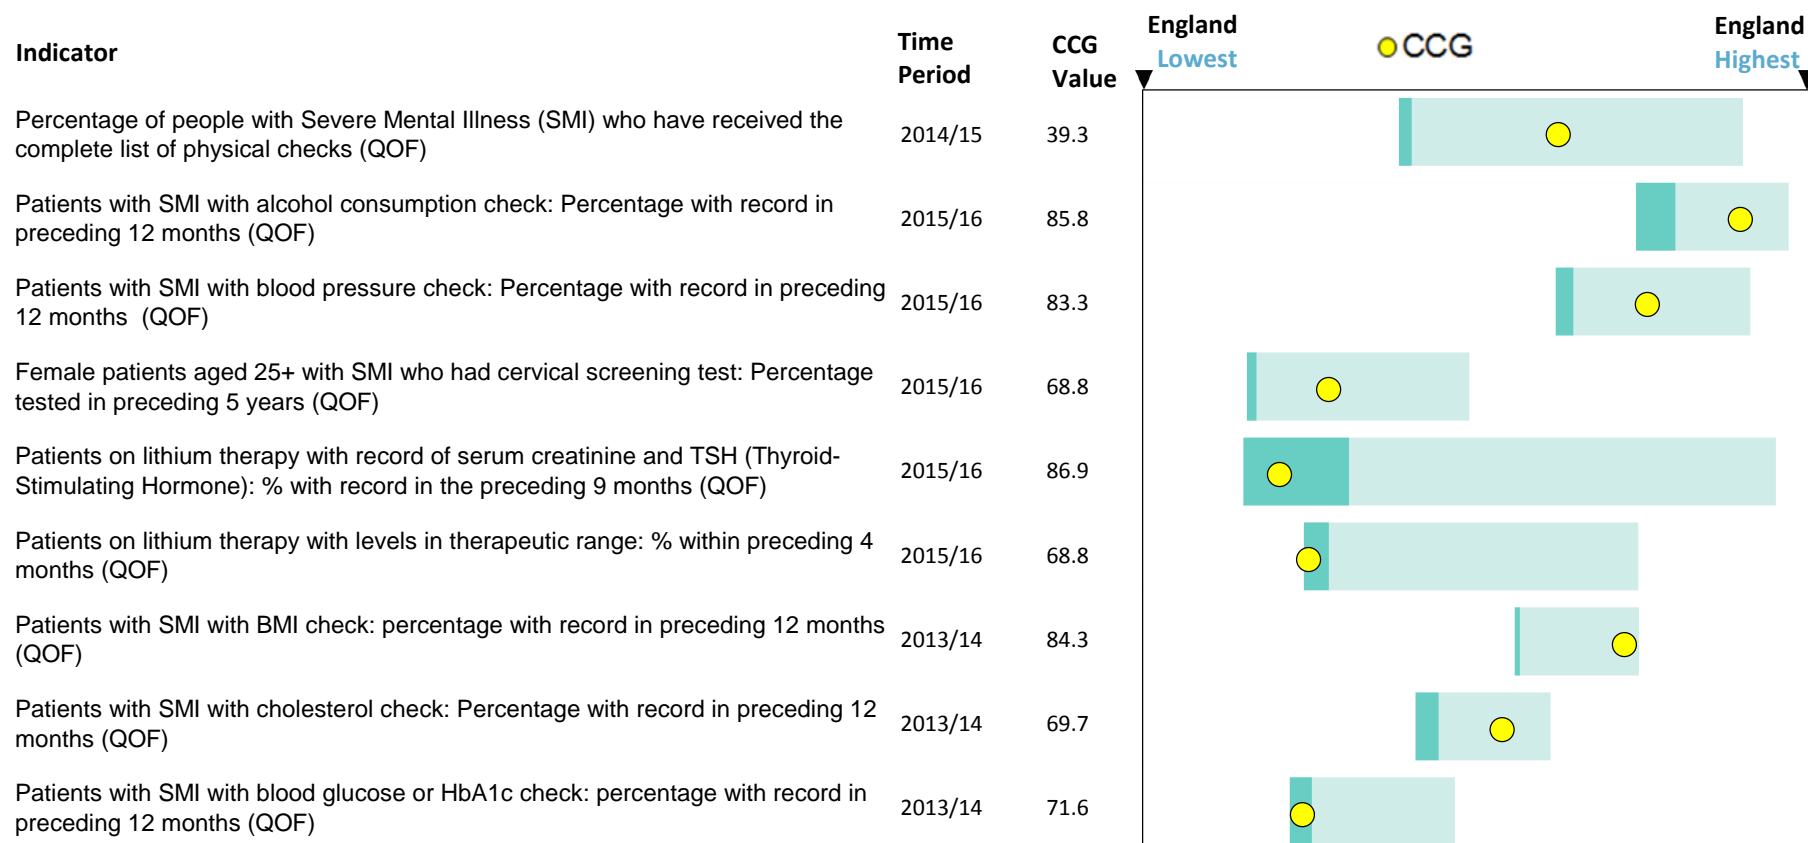 Indicator
Time
Period
CCG
Value
England
Lowest
CCG
England
Highest
Percentage of people with Severe Mental Illness (SMI) who have received the
complete list of physical checks (QOF)
2014/15
39.3
Patients with SMI with alcohol consumption check: Percentage with record in
preceding 12 months (QOF)
2015/16
85.8
Patients with SMI with blood pressure check: Percentage with record in preceding
12 months  (QOF)
2015/16
83.3
Female patients aged 25+ with SMI who had cervical screening test: Percentage
tested in preceding 5 years (QOF)
2015/16
68.8
Patients on lithium therapy with record of serum creatinine and TSH (Thyroid-
Stimulating Hormone): % with record in the preceding 9 months (QOF)
2015/16
86.9
Patients on lithium therapy with levels in therapeutic range: % within preceding 4
months (QOF)
2015/16
68.8
Patients with SMI with BMI check: percentage with record in preceding 12 months
(QOF)
2013/14
84.3
Patients with SMI with cholesterol check: Percentage with record in preceding 12
months (QOF)
2013/14
69.7
Patients with SMI with blood glucose or HbA1c check: percentage with record in
preceding 12 months (QOF)
2013/14
71.6